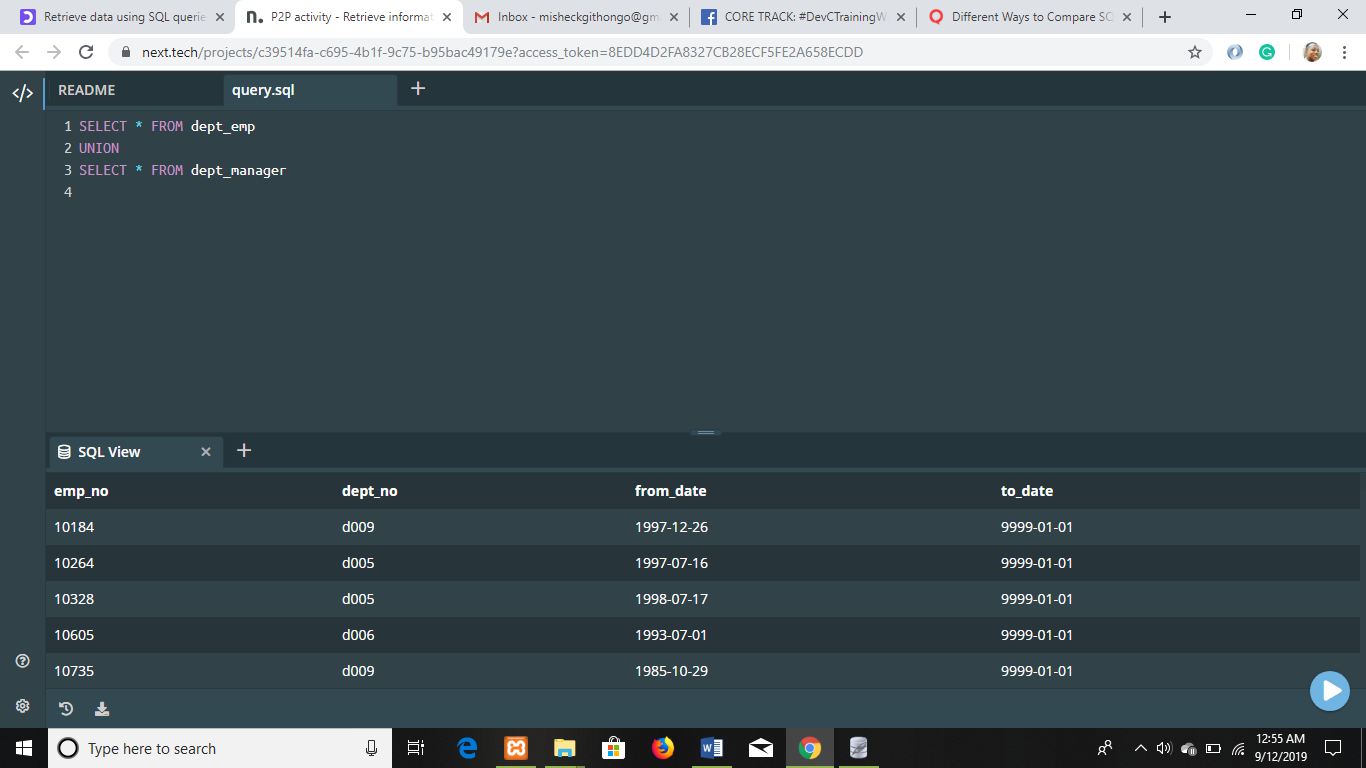 Retrieve data using SQL querie
P2P activity - Retrieve informat
Inbox - misheckgithongo@gm
CORE TRACK: #DevCTrainingW
Different Ways to Compare SQ
next.tech/projects/c39514fa-c695-4b1f-9c75-b95bac49179e?access_token=8EDD4D2FA8327CB28ECF5FE2A658ECDD
README
query.sql
1 SELECT * FROM dept_emp
2 UNION
3 SELECT * FROM dept_manager
4
SQL View
emp_no dept_no from_date to_date
10184 d009 1997-12-26 9999-01-01
10264 d005 1997-07-16 9999-01-01
10328 d005 1998-07-17 9999-01-01
10605 d006 1993-07-01 9999-01-01
10735 d009 1985-10-29 9999-01-01
Type here to search
12:55 AM
9/12/2019